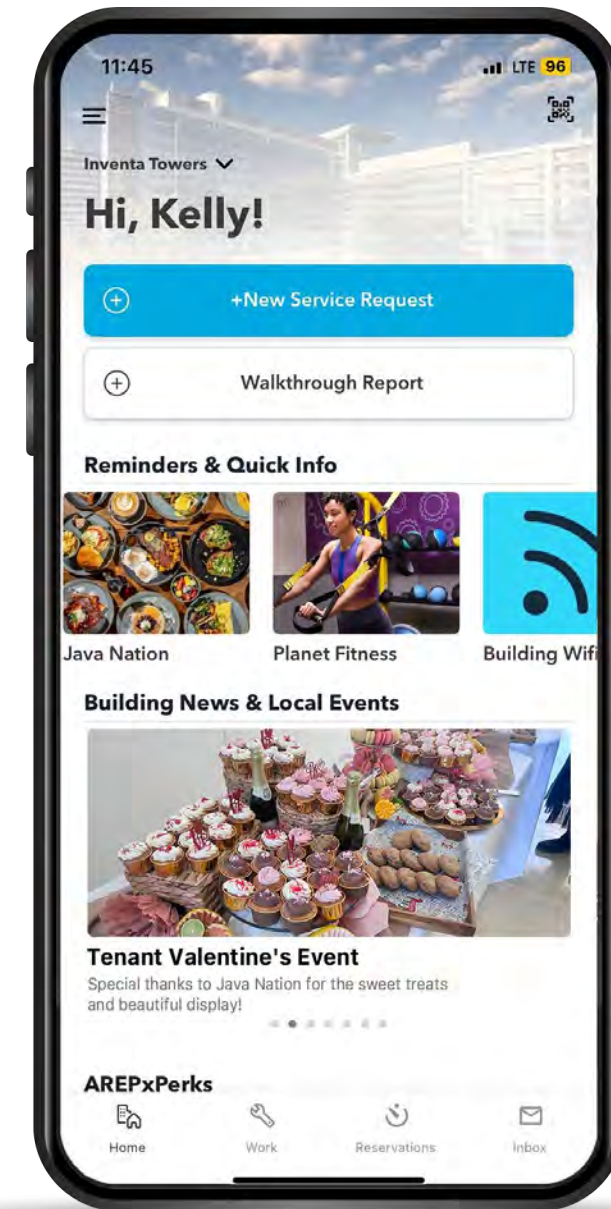 11:45
LTE 96
Inventa Towers
Hi, Kelly!
+New Service Request
Walkthrough Report
Reminders & Quick Info
Java Nation
Planet Fitness
Building Wifi
Building News & Local Events
Tenant Valentine's Event
Special thanks to Java Nation for the sweet treats
and beautiful display!
AREPxPerks
Home
Work
Reservations
Inbox